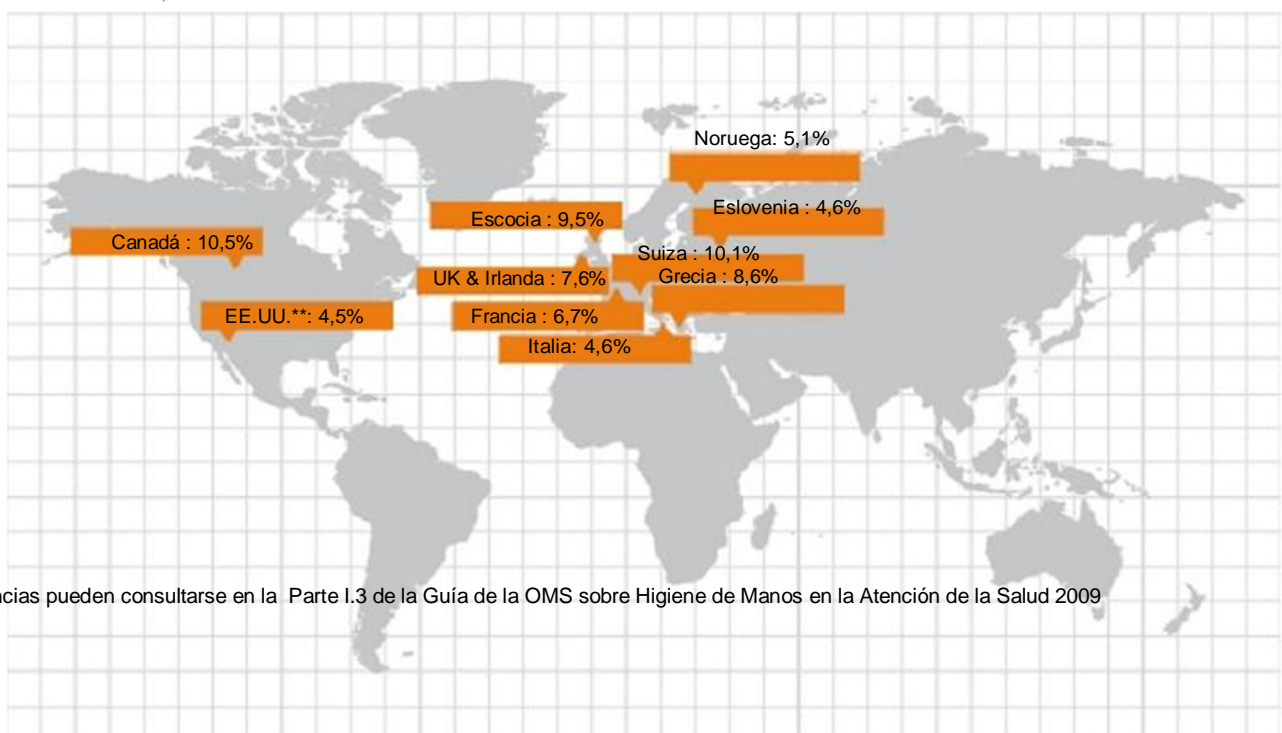 Noruega: 5,1%
Eslovenia : 4,6%
Escocia : 9,5%
Canadá : 10,5%
Suiza : 10,1%
UK & Irlanda : 7,6%
Grecia : 8,6%
EE.UU.**: 4,5%
Francia : 6,7%
Italia: 4,6%
pueden consultarse en la Parte I.3 de la Guía de la OMS sobre Higiene de Manos en la Atención de la Salud 2009